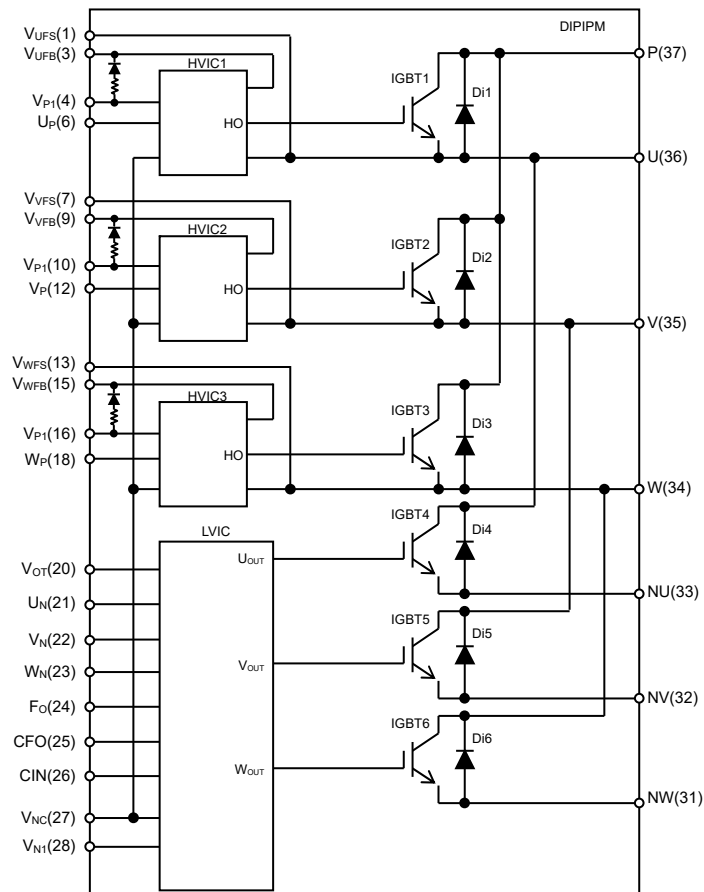 DIPIPM
VUFS(1)
VUFB(3)
VP1(4)
UP(6)
HVIC1
HO
IGBT1
Di1
P(37)
U(36)
VVFS(7)
VVFB(9)
VP1(10)
VP(12)
HVIC2
HO
IGBT2
Di2
V(35)
VWFS(13)
VWFB(15)
VP1(16)
WP(18)
HVIC3
HO
IGBT3
Di3
W(34)
LVIC
VOT(20)
UN(21)
VN(22)
WN(23)
FO(24)
CFO(25)
CIN(26)
VNC(27)
VN1(28)
UOUT
VOUT
WOUT
IGBT4
Di4
NU(33)
IGBT5
Di5
NV(32)
IGBT6
Di6
NW(31)